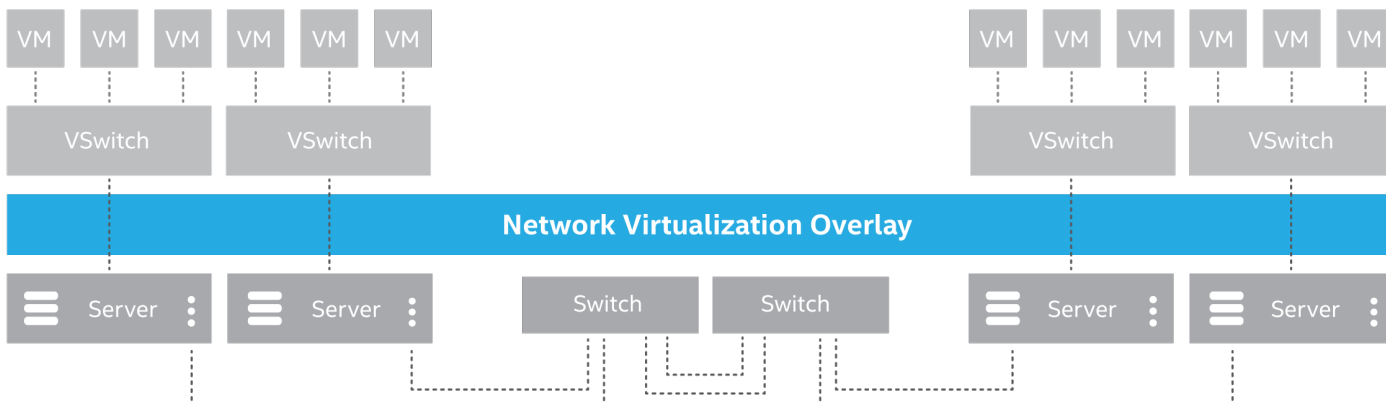 VM VM VM VM VM VM VM VM VM VM VM VM
VSwitch VSwitch VSwitch VSwitch
Network Virtualization Overlay
Server Server Switch Switch Server Server